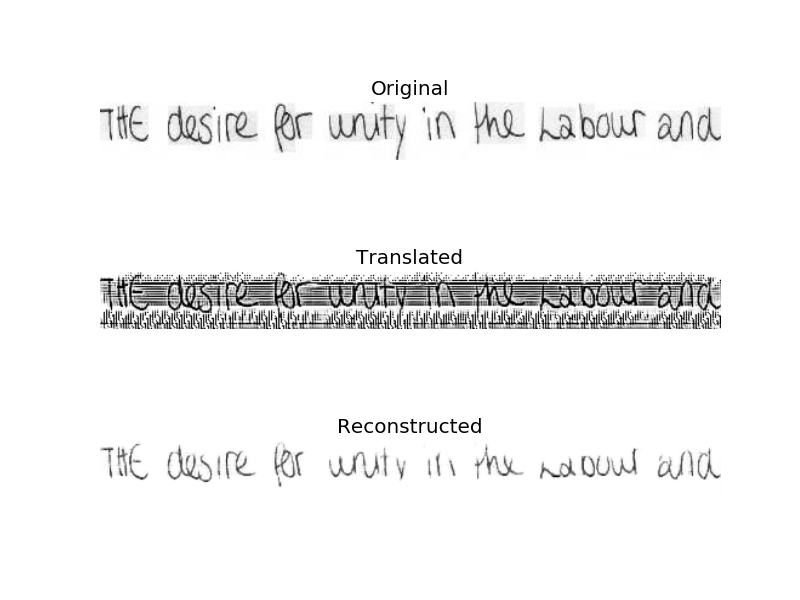 Original
THE desire for unity in the Labour and
Translated
THE desire for unity in the Labour and
Reconstructed
THE desire for unity in the Labour and